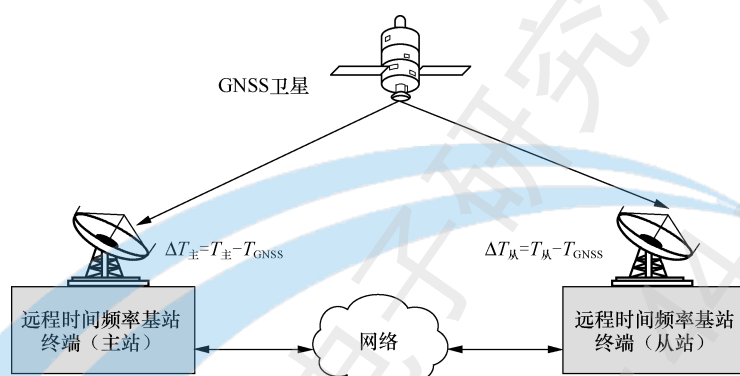 GNSS卫星
ΔT主=T主−TGNSS
ΔT从=T从−TGNSS
远程时间频率基站
终端（主站）
网络
远程时间频率基站
终端（从站）